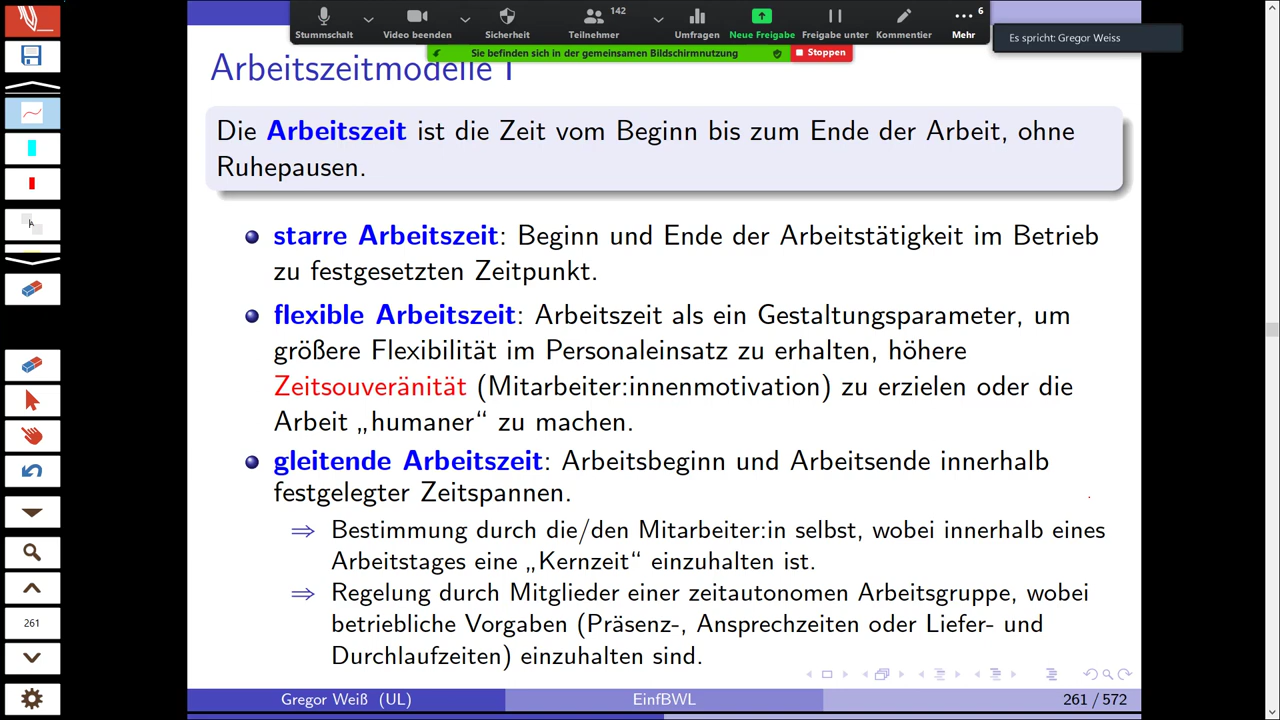 142
6
Stummschalt
Video beenden
Sicherheit
Teilnehmer
Umfragen
Neue Freigabe
Freigabe unter
Kommentier
Mehr
Es spricht: Gregor Weiss
Sie befinden sich in der gemeinsamen Bildschirmnutzung
Stoppen
Arbeitszeitmodelle I
Die Arbeitszeit ist die Zeit vom Beginn bis zum Ende der Arbeit, ohne
Ruhepausen.
starre Arbeitszeit: Beginn und Ende der Arbeitstätigkeit im Betrieb
zu festgesetzten Zeitpunkt.
flexible Arbeitszeit: Arbeitszeit als ein Gestaltungsparameter, um
größere Flexibilität im Personaleinsatz zu erhalten, höhere
Zeitsouveränität (Mitarbeiter:innenmotivation) zu erzielen oder die
Arbeit „humaner“ zu machen.
gleitende Arbeitszeit: Arbeitsbeginn und Arbeitsende innerhalb
festgelegter Zeitspannen.
⇒ Bestimmung durch die/den Mitarbeiter:in selbst, wobei innerhalb eines
Arbeitstages eine „Kernzeit“ einzuhalten ist.
⇒ Regelung durch Mitglieder einer zeitautonomen Arbeitsgruppe, wobei
betriebliche Vorgaben (Präsenz-, Ansprechzeiten oder Liefer- und
Durchlaufzeiten) einzuhalten sind.
261
Gregor Weiß (UL)
EinfBWL
261 / 572